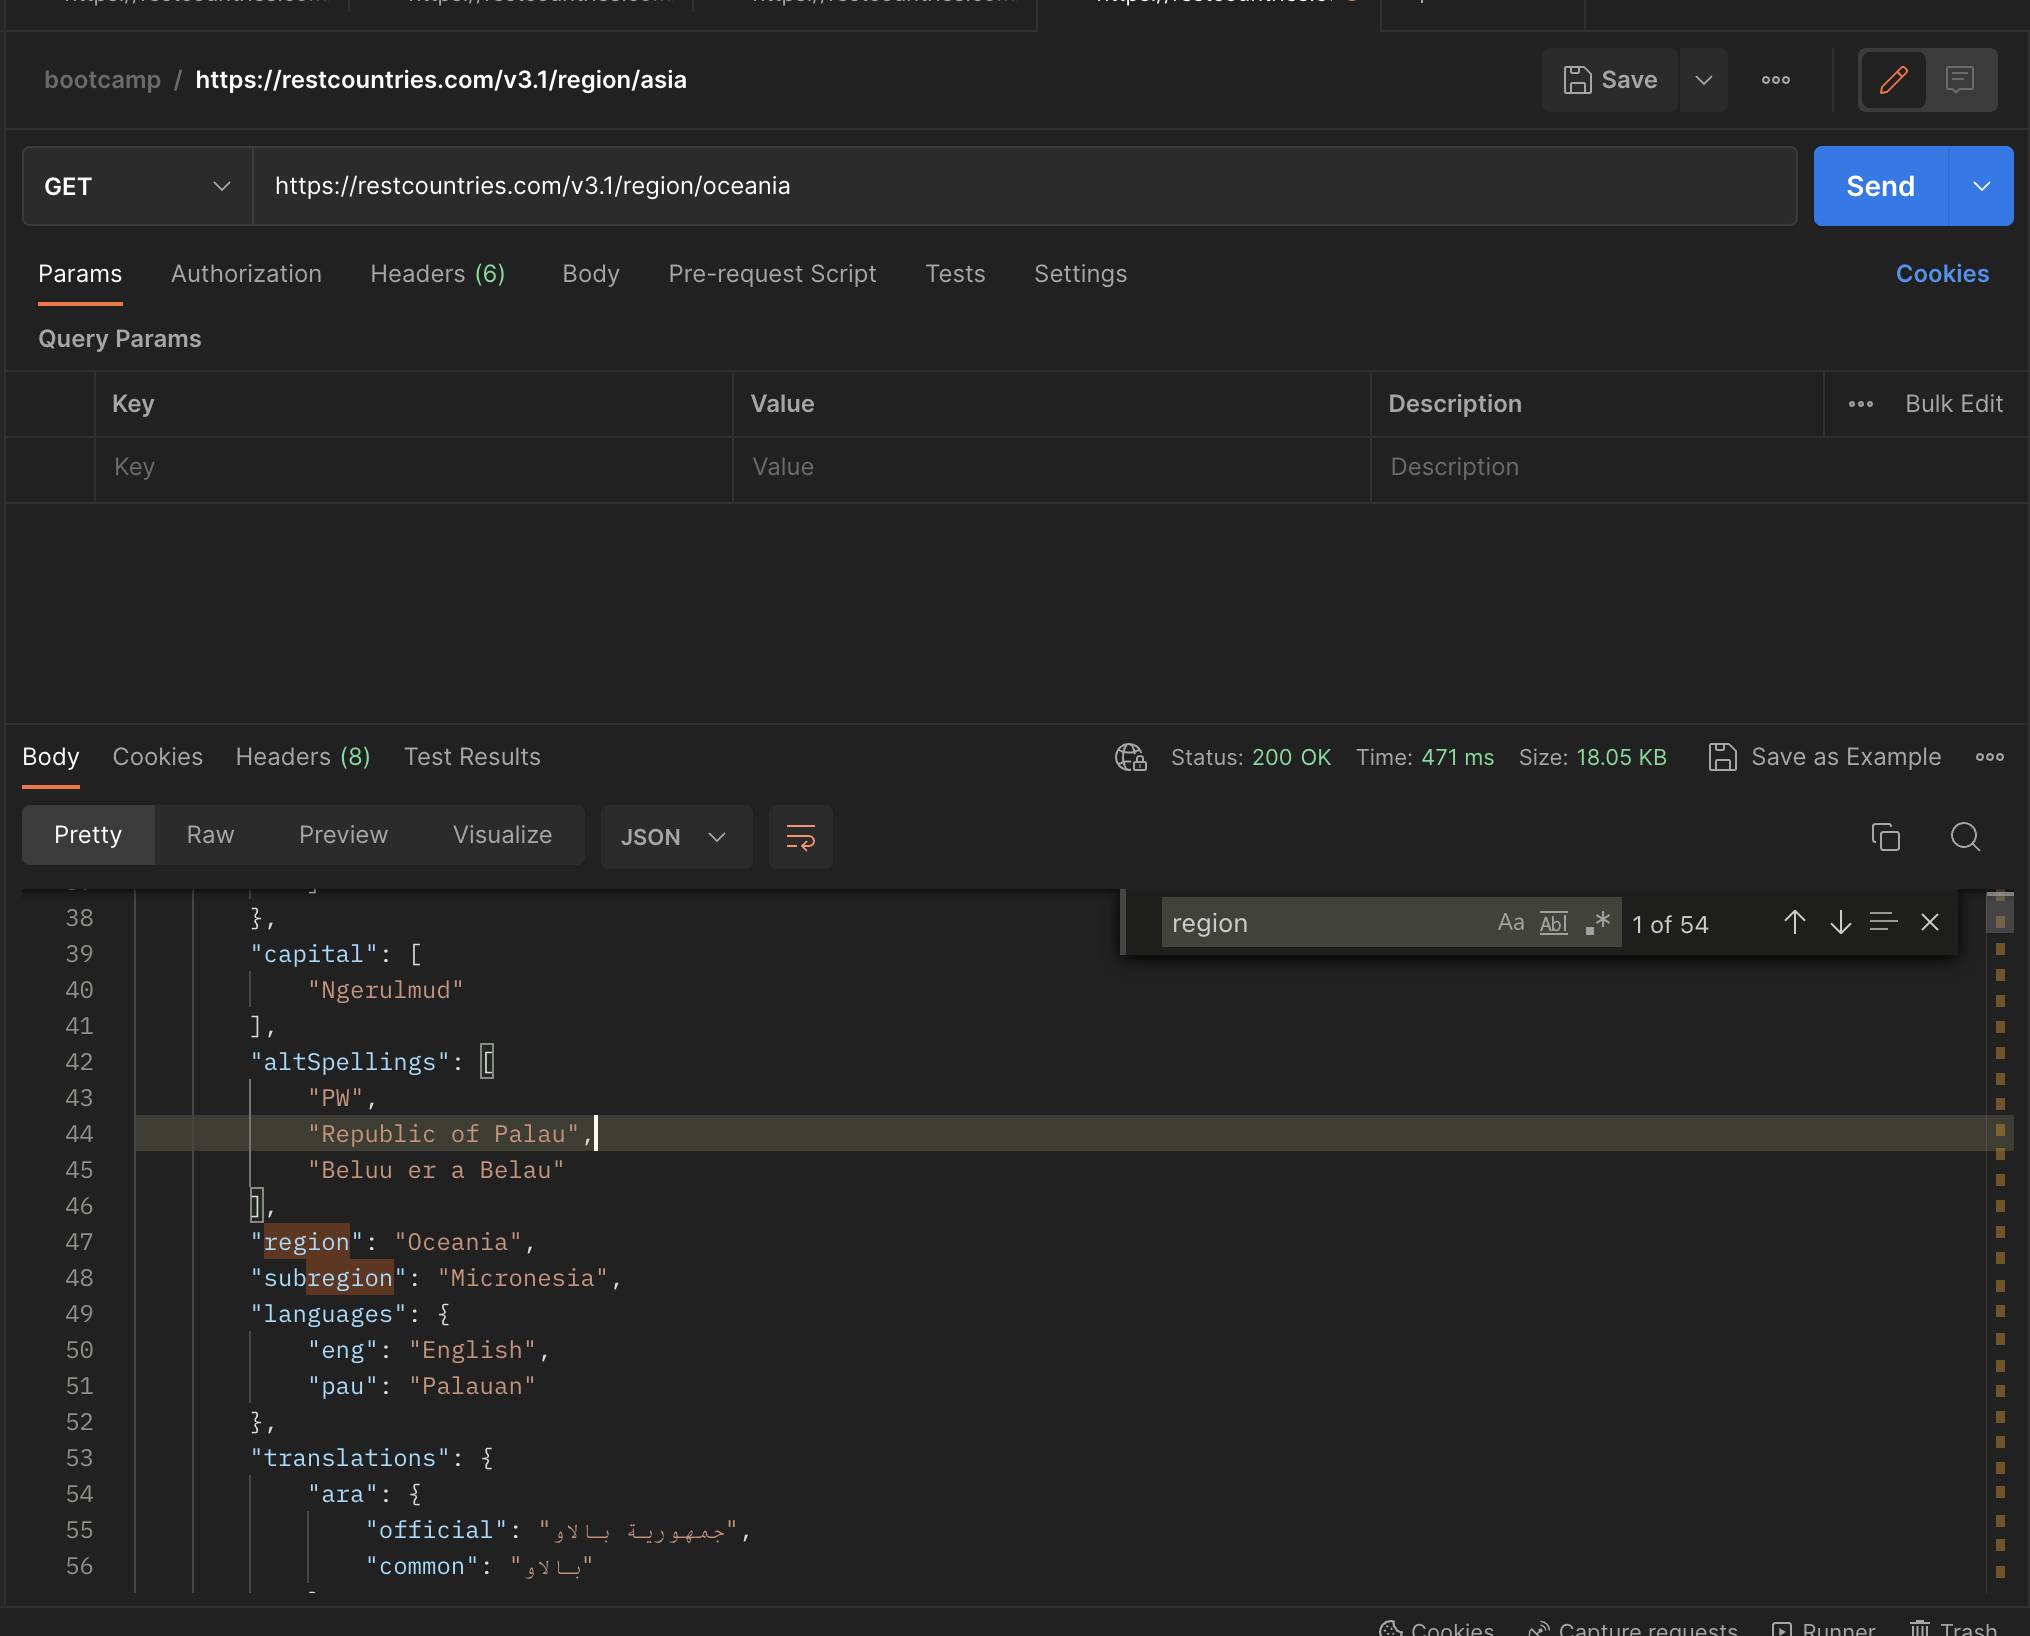 bootcamp / https://restcountries.com/v3.1/region/asia
Save
GET
https://restcountries.com/v3.1/region/oceania
Send
Params Authorization Headers (6) Body Pre-request Script Tests Settings Cookies
Query Params
Key Value Description ••• Bulk Edit
Key Value Description
Body Cookies Headers (8) Test Results Status: 200 OK Time: 471 ms Size: 18.05 KB Save as Example
Pretty Raw Preview Visualize JSON
region Aa Abl .* 1 of 54
38 },
39 "capital": [
40 "Ngerulmud"
41 ],
42 "altSpellings": [
43 "PW",
44 "Republic of Palau",
45 "Beluu er a Belau"
46 ],
47 "region": "Oceania",
48 "subregion": "Micronesia",
49 "languages": {
50 "eng": "English",
51 "pau": "Palauan"
52 },
53 "translations": {
54 "ara": {
55 "official": "جمهورية بالاو",
56 "common": "بالاو"
Cookies Capture requests Runner Trash